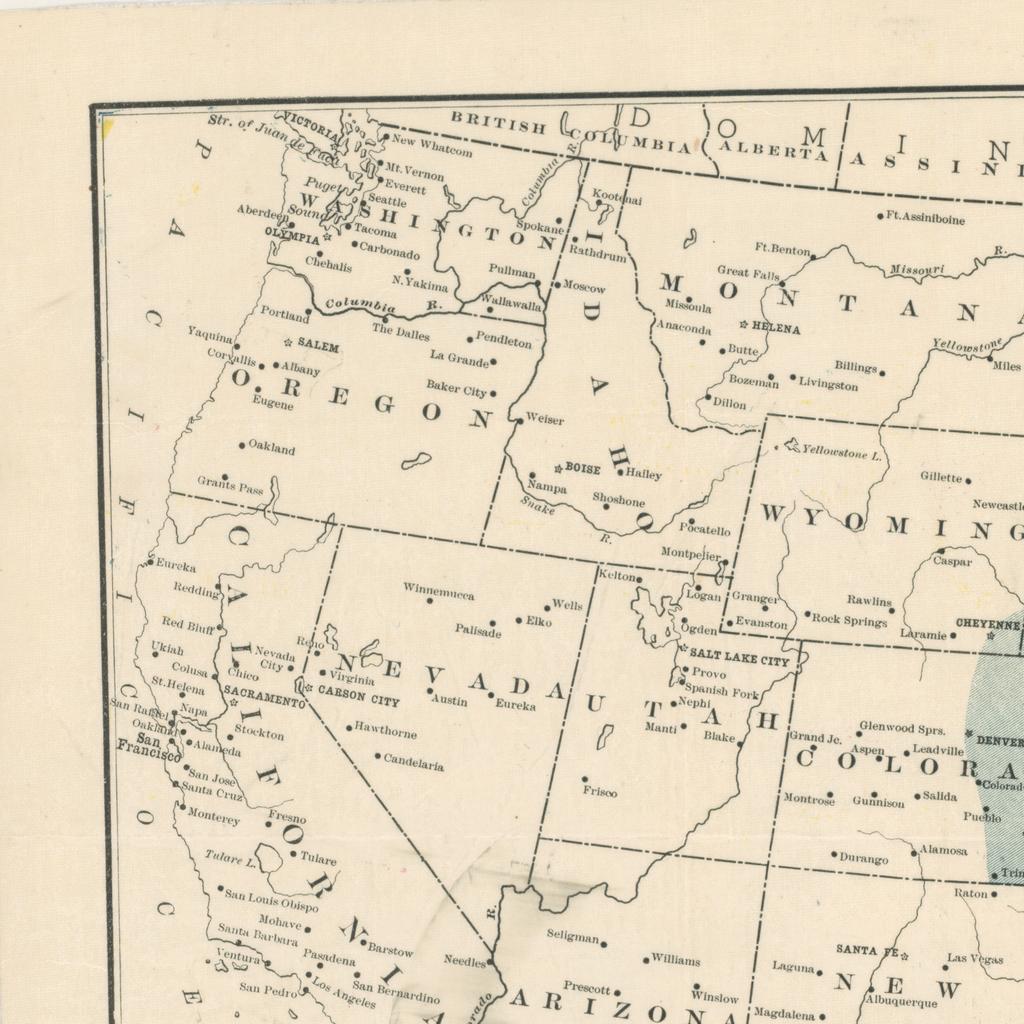 BRITISH COLUMBIA
D O M I N
ALBERTA
ASSINI
VICTORIA
Str. of Juan de Fuca
New Whatcom
Mt. Vernon
Everett
Puget Sound
Seattle
WASHINGTON
Columbia R.
Kootenai
Aberdeen
OLYMPIA
Tacoma
Carbonado
Chehalis
Spokane
Rathdrum
Ft. Assiniboine
Ft. Benton
Missouri R.
Great Falls
N. Yakima
Pullman
Moscow
Wallawalla
MONTANA
Missoula
Columbia R.
Portland
The Dalles
Pendleton
La Grande
Anaconda
HELENA
Butte
Yellowstone
Miles
Yaquina
SALEM
Corvallis
Albany
OREGON
Eugene
Baker City
IDAHO
Bozeman
Livingston
Billings
Dillon
Weiser
Oakland
Grants Pass
BOISE
Hailey
Nampa
Shoshone
Snake R.
Pocatello
Montpelier
Yellowstone L.
Gillette
Newcastle
WYOMING
Caspar
PACIFIC OCE
Eureka
Redding
Red Bluff
Ukiah
Colusa
Chico
St. Helena
Nevada City
SACRAMENTO
San Rafael
Napa
Oakland
San Francisco
Alameda
Stockton
CALIFORNIA
Winnemucca
Wells
Palisade
Elko
Reno
Virginia
CARSON CITY
NEVADA
Austin
Eureka
Hawthorne
Candelaria
Kelton
Logan
Granger
Ogden
Evanston
Rock Springs
Rawlins
Laramie
CHEYENNE
SALT LAKE CITY
Provo
Spanish Fork
Nephi
UTAH
Manti
Blake
Frisco
Grand Jc.
Glenwood Sprs.
Aspen
Leadville
DENVER
COLORA
Colorad
Montrose
Gunnison
Salida
Pueblo
Durango
Alamosa
Trin
San Jose
Santa Cruz
Monterey
Fresno
Tulare L.
Tulare
San Louis Obispo
Mohave
Santa Barbara
Ventura
Barstow
Pasadena
San Bernardino
Los Angeles
San Pedro
Needles
R.
orado
Seligman
Williams
Prescott
Winslow
ARIZONA
Raton
SANTA FE
Las Vegas
Laguna
NEW
Albuquerque
Magdalena